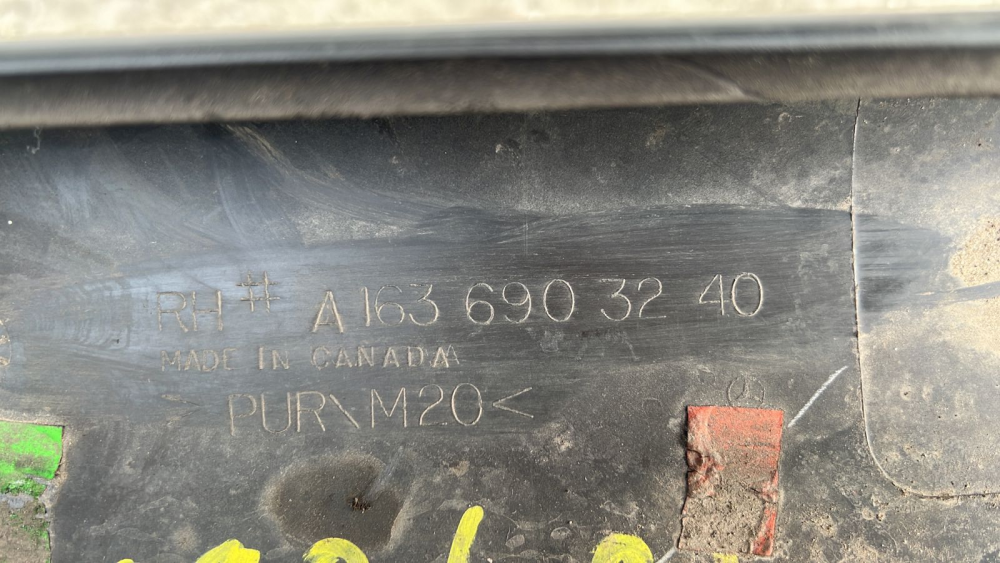 RH# A 163 690 32 40
MADE IN CANADA
>PUR\M20<